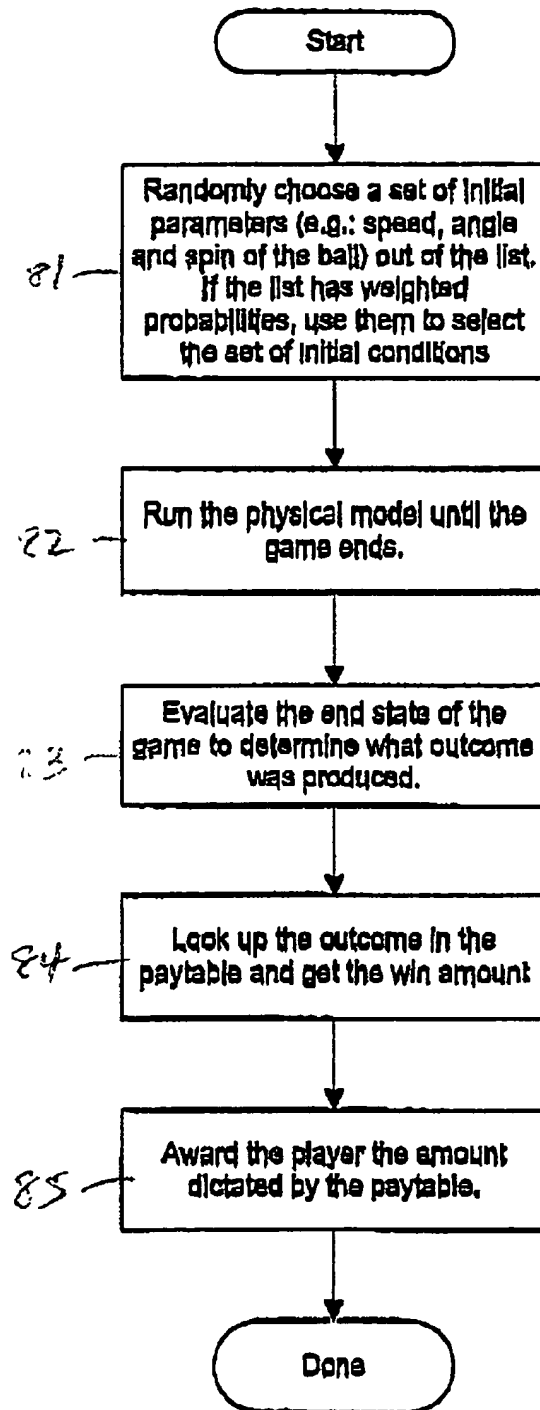 Start
81
Randomly choose a set of initial
parameters (e.g.: speed, angle
and spin of the ball) out of the list.
If the list has weighted
probabilities, use them to select
the set of initial conditions
82
Run the physical model until the
game ends.
Evaluate the end state of the
game to determine what outcome
was produced.
84
Look up the outcome in the
paytable and get the win amount
85
Award the player the amount
dictated by the paytable.
Done